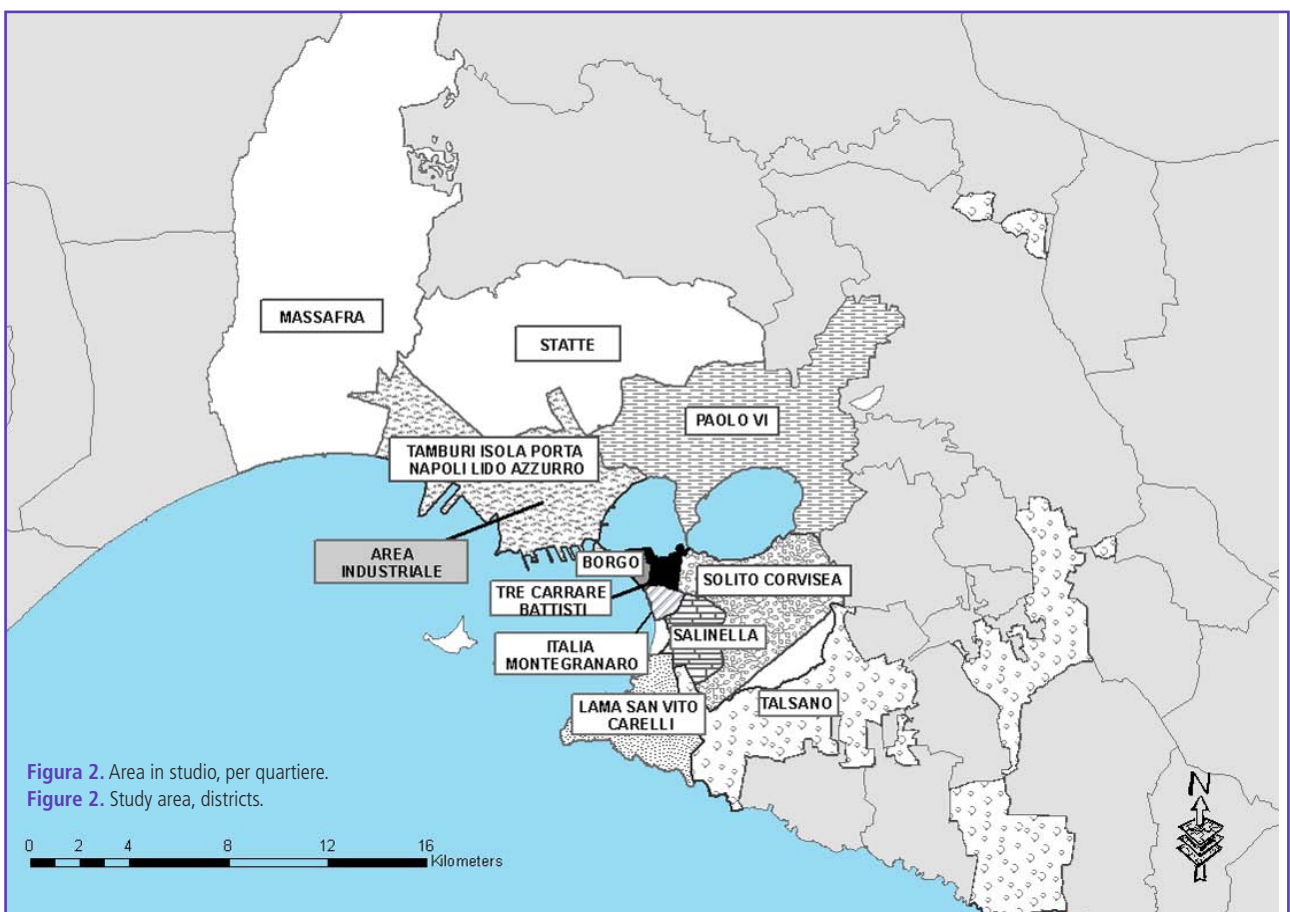 MASSAFRA
STATTE
PAOLO VI
TAMBURI ISOLA PORTA
NAPOLI LIDO AZZURRO
AREA
INDUSTRIALE
BORGO
SOLITO CORVISEA
TRE CARRARE
BATTISTI
SALINELLA
ITALIA
MONTEGRANARO
LAMA SAN VITO
CARELLI
TALSANO
Figura 2. Area in studio, per quartiere.
Figure 2. Study area, districts.
N
0 2 4 8 12 16
Kilometers